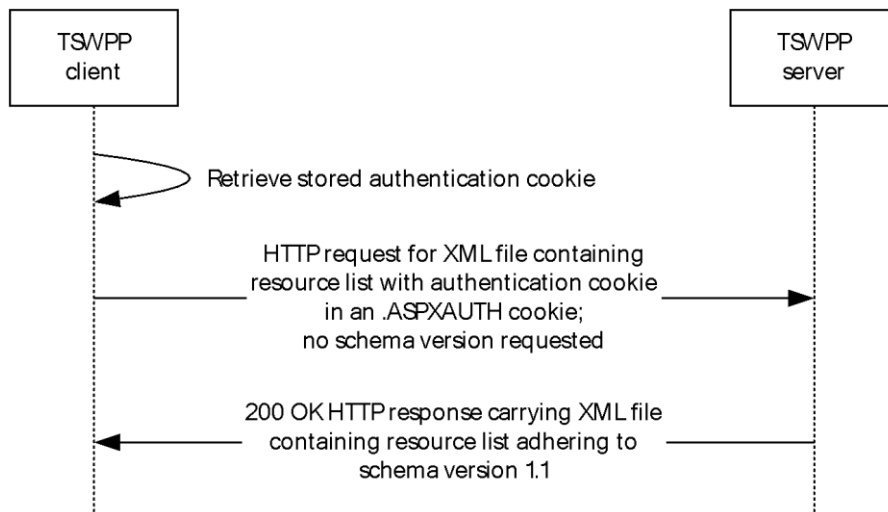 TSWPP
client
TSWPP
server
Retrieve stored authentication cookie
HTTP request for XML file containing
resource list with authentication cookie
in an .ASPXAUTH cookie;
no schema version requested
200 OK HTTP response carrying XML file
containing resource list adhering to
schema version 1.1